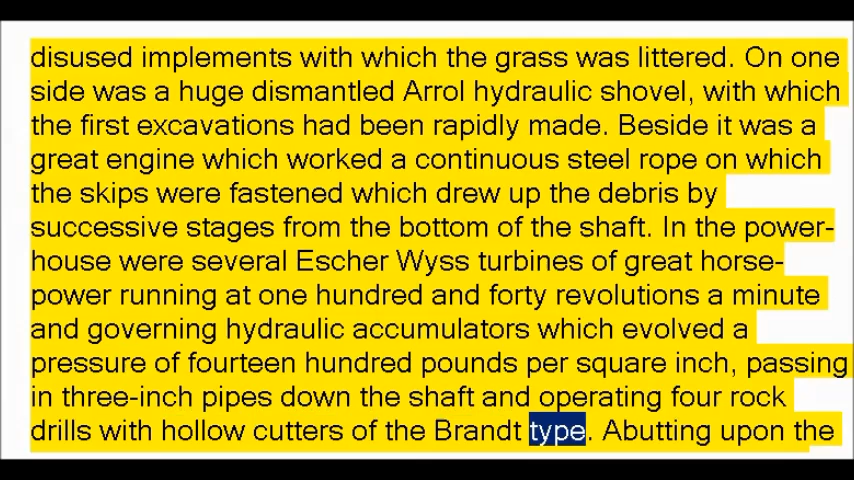 disused implements with which the grass was littered. On one
side was a huge dismantled Arrol hydraulic shovel, with which
the first excavations had been rapidly made. Beside it was a
great engine which worked a continuous steel rope on which
the skips were fastened which drew up the debris by
successive stages from the bottom of the shaft. In the power-
house were several Escher Wyss turbines of great horse-
power running at one hundred and forty revolutions a minute
and governing hydraulic accumulators which evolved a
pressure of fourteen hundred pounds per square inch, passing
in three-inch pipes down the shaft and operating four rock
drills with hollow cutters of the Brandt type. Abutting upon the